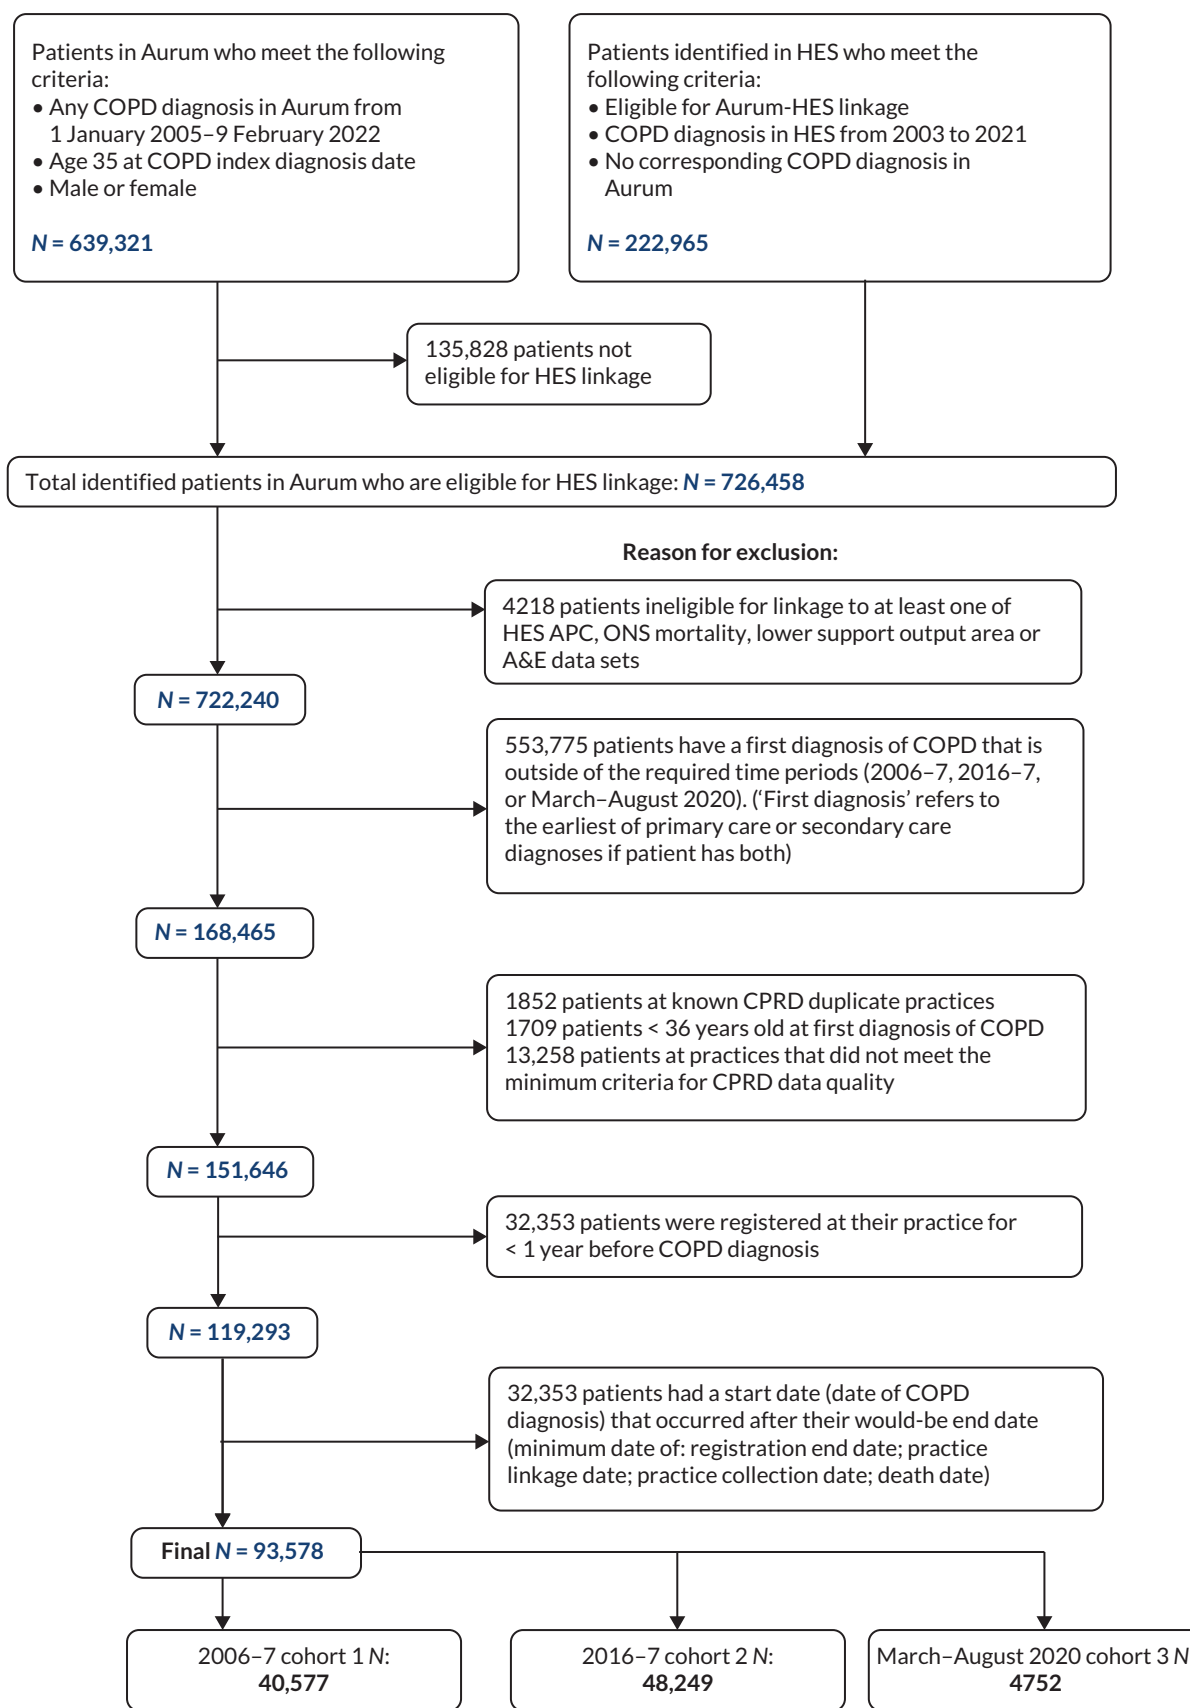 Patients in Aurum who meet the following
criteria:
• Any COPD diagnosis in Aurum from
1 January 2005–9 February 2022
• Age 35 at COPD index diagnosis date
• Male or female
N = 639,321
Patients identified in HES who meet the
following criteria:
• Eligible for Aurum-HES linkage
• COPD diagnosis in HES from 2003 to 2021
• No corresponding COPD diagnosis in
Aurum
N = 222,965
135,828 patients not
eligible for HES linkage
Total identified patients in Aurum who are eligible for HES linkage: N = 726,458
Reason for exclusion:
4218 patients ineligible for linkage to at least one of
HES APC, ONS mortality, lower support output area or
A&E data sets
N = 722,240
553,775 patients have a first diagnosis of COPD that is
outside of the required time periods (2006–7, 2016–7,
or March–August 2020). (‘First diagnosis’ refers to
the earliest of primary care or secondary care
diagnoses if patient has both)
N = 168,465
1852 patients at known CPRD duplicate practices
1709 patients < 36 years old at first diagnosis of COPD
13,258 patients at practices that did not meet the
minimum criteria for CPRD data quality
N = 151,646
32,353 patients were registered at their practice for
< 1 year before COPD diagnosis
N = 119,293
32,353 patients had a start date (date of COPD
diagnosis) that occurred after their would-be end date
(minimum date of: registration end date; practice
linkage date; practice collection date; death date)
Final N = 93,578
2006–7 cohort 1 N:
40,577
2016–7 cohort 2 N:
48,249
March–August 2020 cohort 3 N
4752